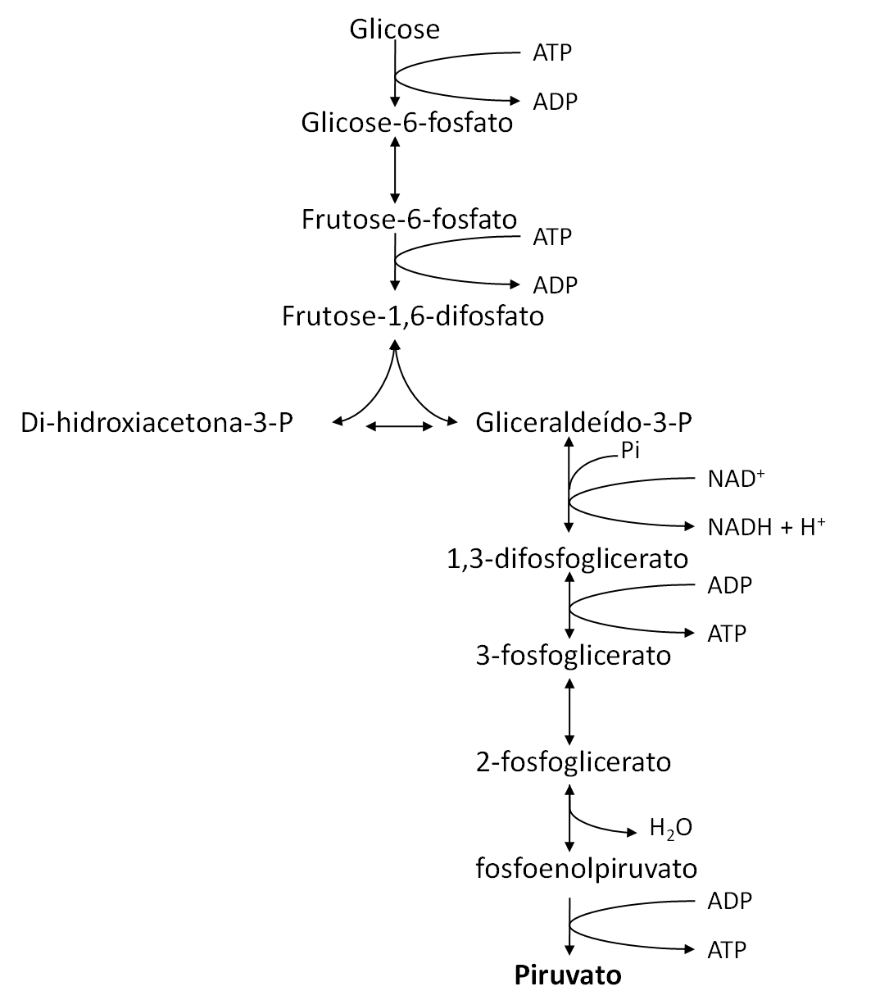 Glicose
ATP
ADP
Glicose-6-fosfato
Frutose-6-fosfato
ATP
ADP
Frutose-1,6-difosfato
Di-hidroxiacetona-3-P
Gliceraldeído-3-P
Pi
NAD⁺
NADH + H⁺
1,3-difosfoglicerato
ADP
ATP
3-fosfoglicerato
2-fosfoglicerato
H₂O
fosfoenolpiruvato
ADP
ATP
Piruvato